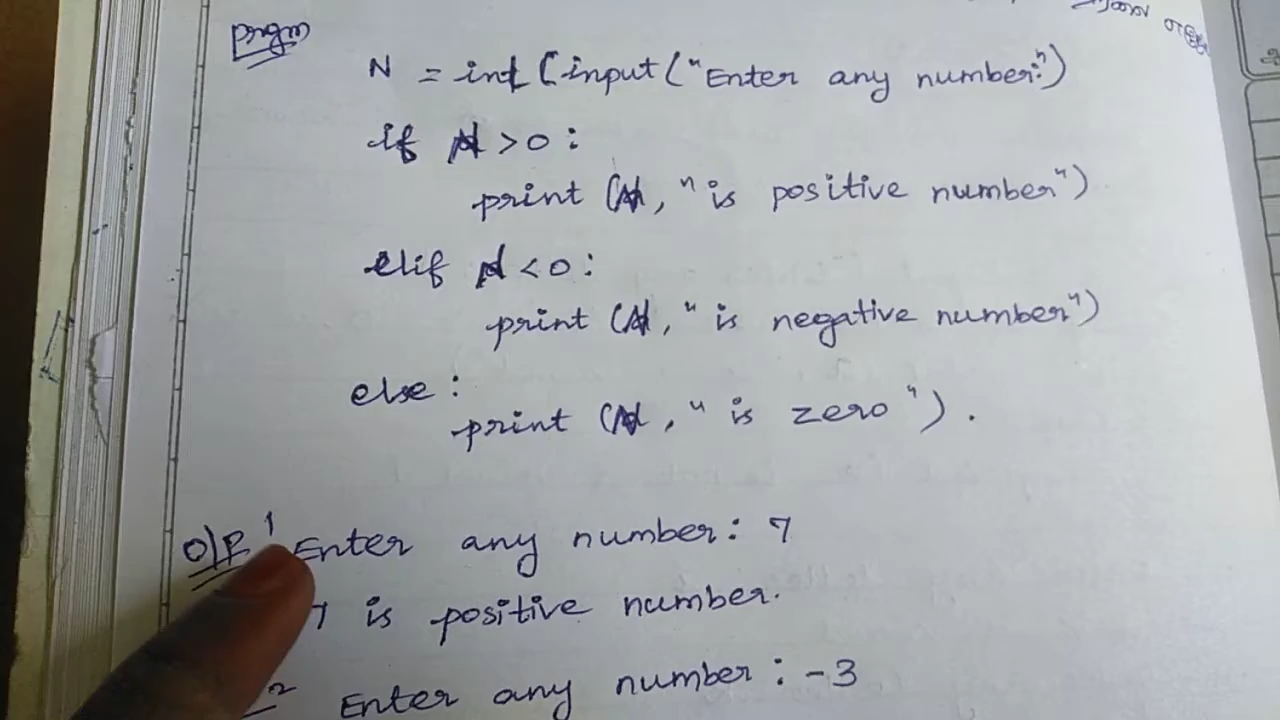 N = int(input("Enter any number:")
if N > 0 :
print (N, "is positive number")
elif N < 0 :
print (N, "is negative number")
else :
print (N, "is zero").
O/P 1 Enter any number: 7
7 is positive number.
2 Enter any number : -3